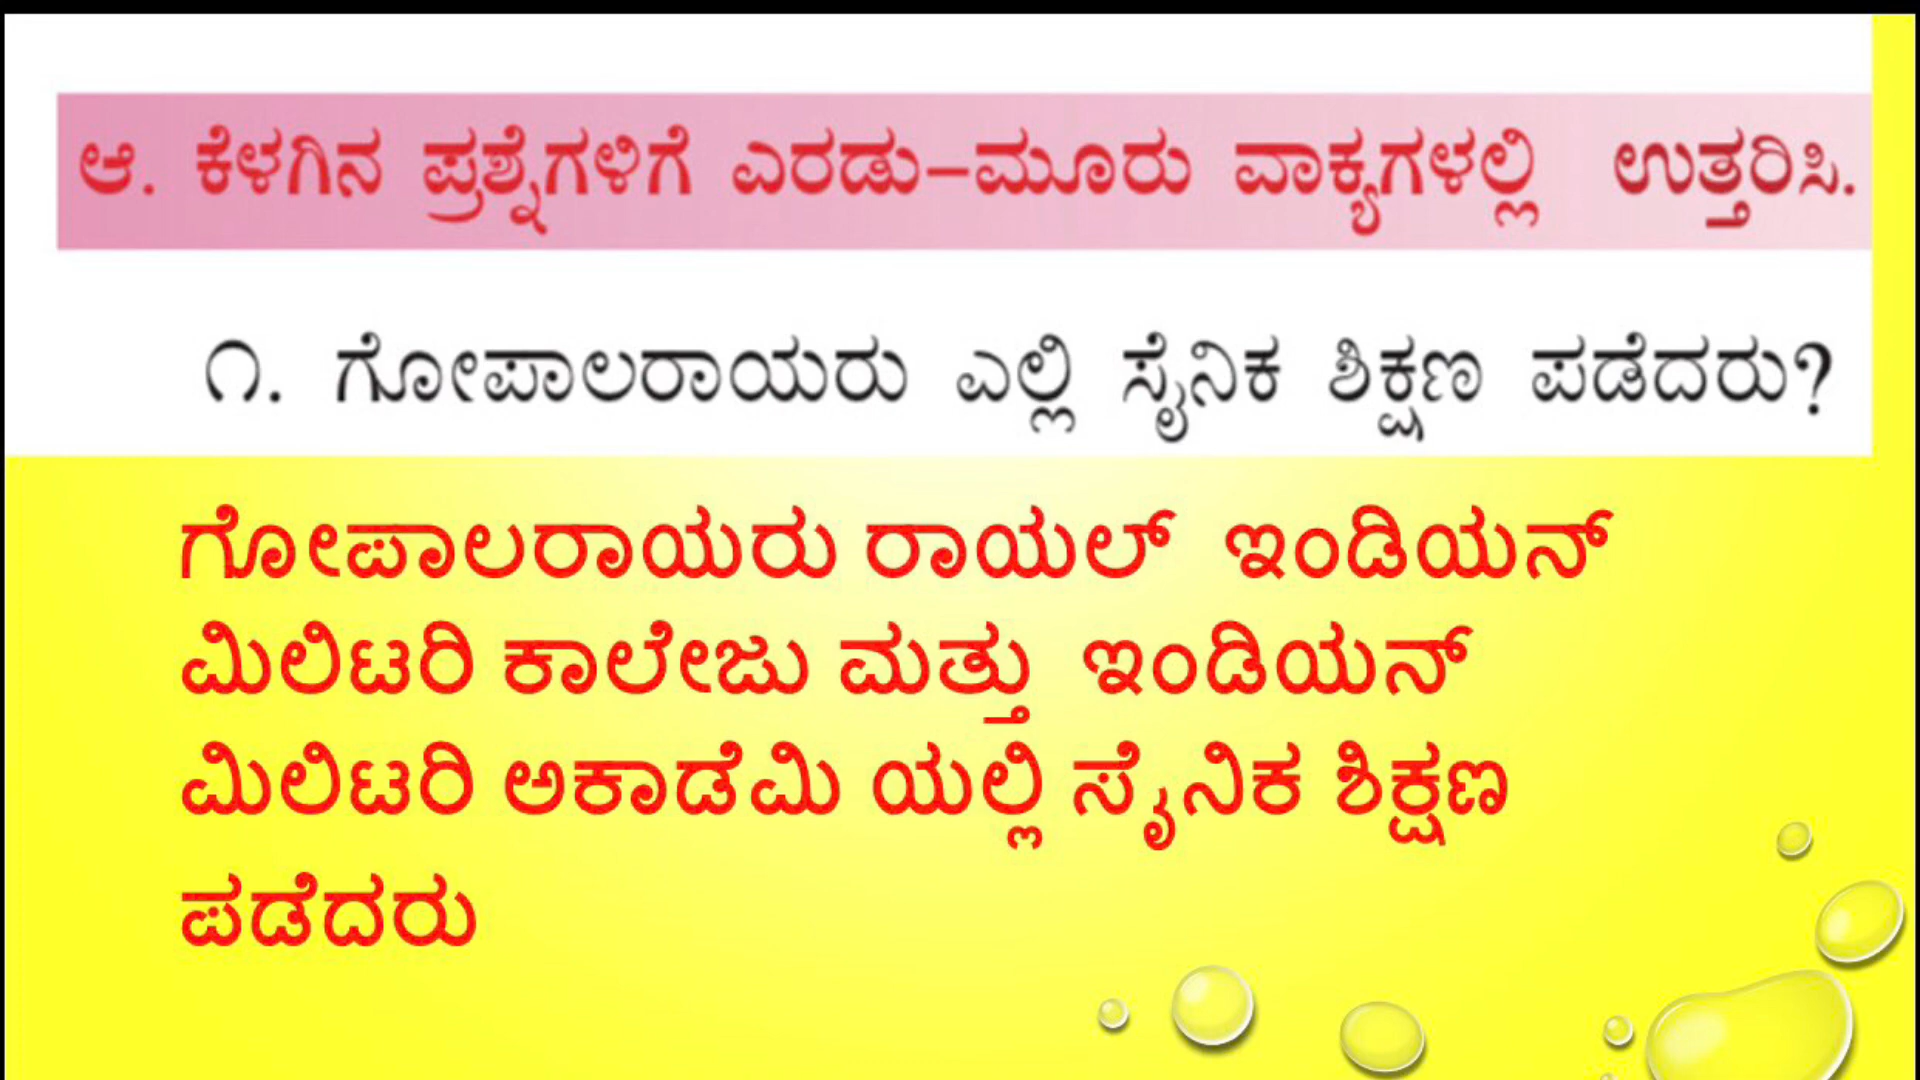 ಆ. ಕೆಳಗಿನ ಪ್ರಶ್ನೆಗಳಿಗೆ ಎರಡು–ಮೂರು ವಾಕ್ಯಗಳಲ್ಲಿ ಉತ್ತರಿಸಿ.
೧. ಗೋಪಾಲರಾಯರು ಎಲ್ಲಿ ಸೈನಿಕ ಶಿಕ್ಷಣ ಪಡೆದರು?
ಗೋಪಾಲರಾಯರು ರಾಯಲ್ ಇಂಡಿಯನ್
ಮಿಲಿಟರಿ ಕಾಲೇಜು ಮತ್ತು ಇಂಡಿಯನ್
ಮಿಲಿಟರಿ ಅಕಾಡೆಮಿ ಯಲ್ಲಿ ಸೈನಿಕ ಶಿಕ್ಷಣ
ಪಡೆದರು